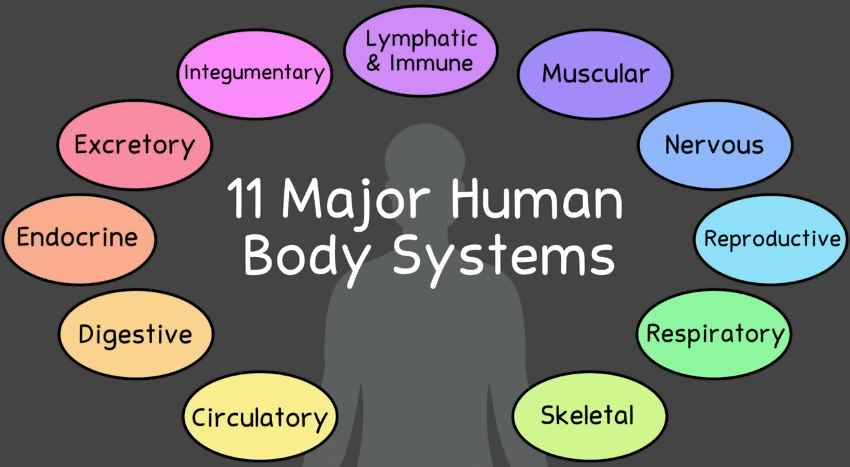 Lymphatic
& Immune
Integumentary
Muscular
Excretory
Nervous
11 Major Human
Body Systems
Endocrine
Reproductive
Digestive
Respiratory
Circulatory
Skeletal